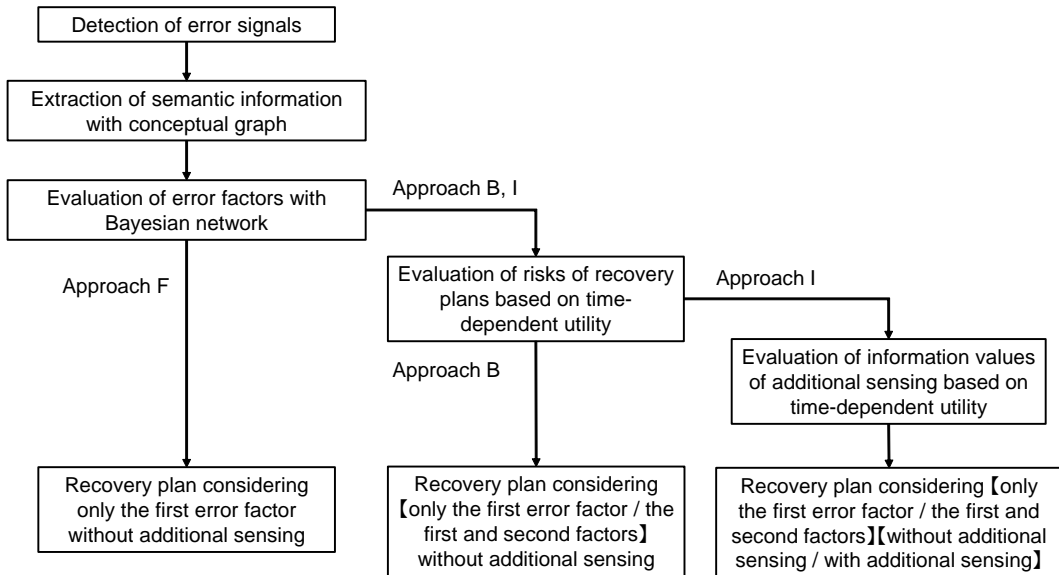 Detection of error signals
Extraction of semantic information
with conceptual graph
Evaluation of error factors with
Bayesian network
Approach B, I
Approach F
Evaluation of risks of recovery
plans based on time-
dependent utility
Approach I
Approach B
Evaluation of information values
of additional sensing based on
time-dependent utility
Recovery plan considering
only the first error factor
without additional sensing
Recovery plan considering
【only the first error factor / the
first and second factors】
without additional sensing
Recovery plan considering【only
the first error factor / the first and
second factors】【without additional
sensing / with additional sensing】